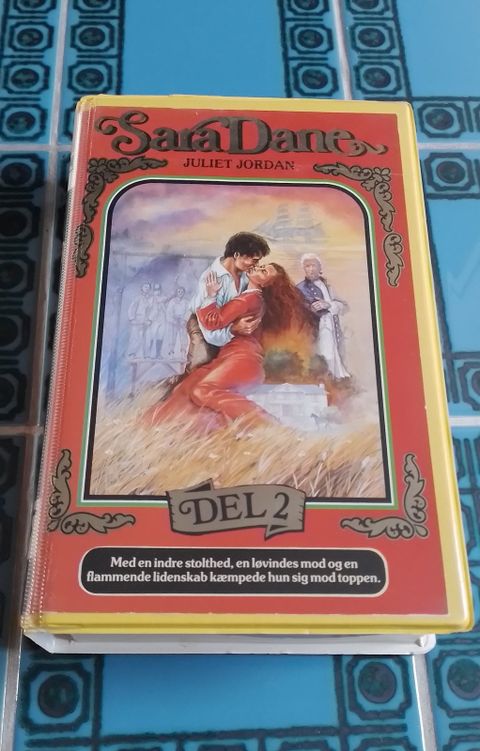 Sara Dane
JULIET JORDAN
DEL 2
Med en indre stolthed, en løvindes mod og en
flammende lidenskab kæmpede hun sig mod toppen.